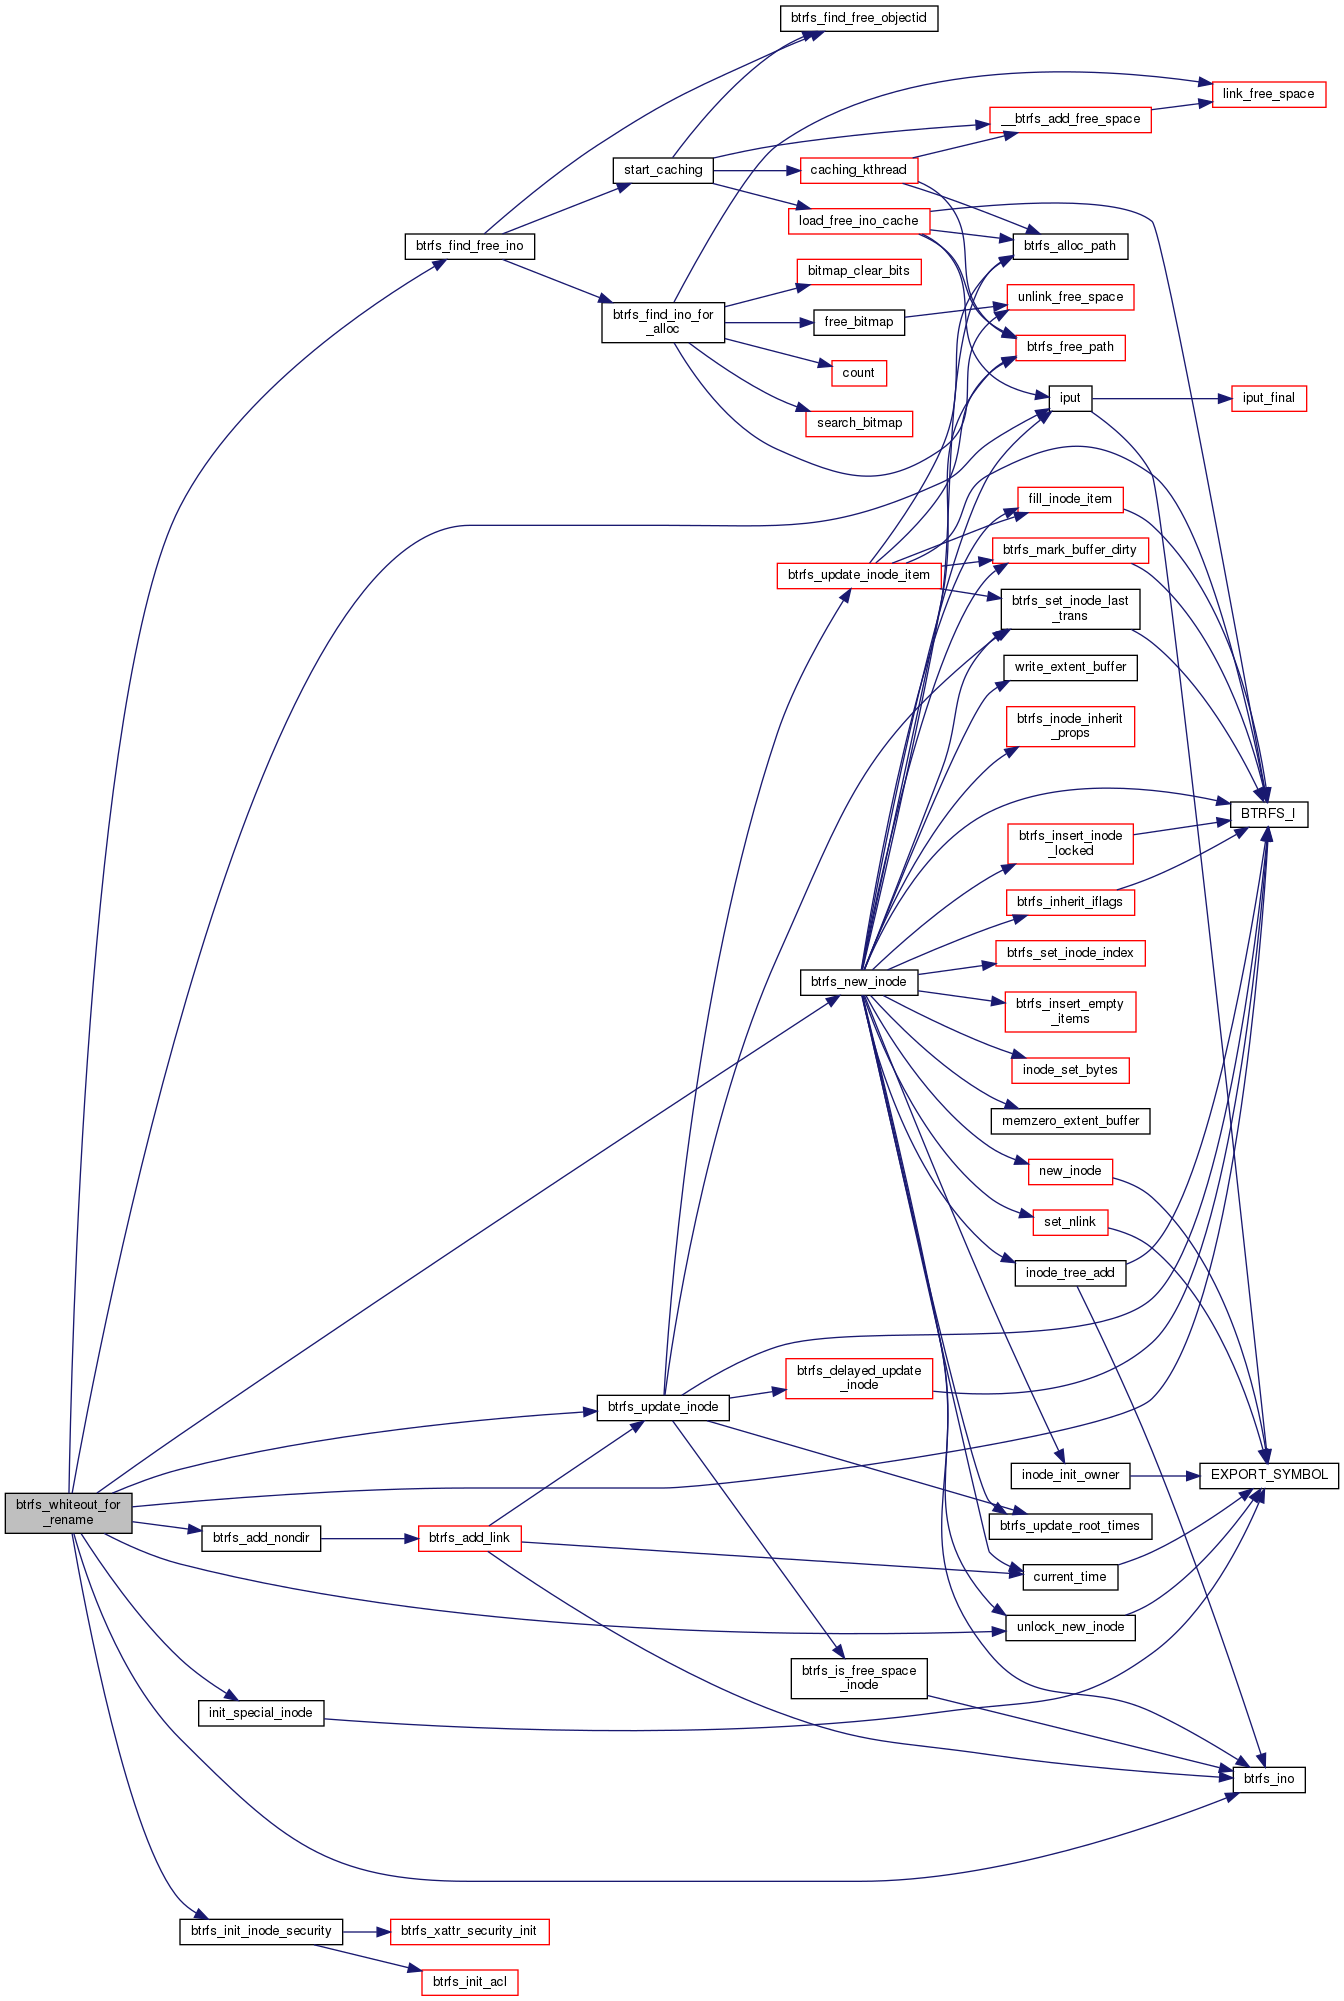 btrfs_find_free_objectid
link_free_space
__btrfs_add_free_space
start_caching
caching_kthread
load_free_ino_cache
btrfs_find_free_ino
btrfs_alloc_path
bitmap_clear_bits
unlink_free_space
btrfs_find_ino_for
_alloc
free_bitmap
btrfs_free_path
count
iput
iput_final
search_bitmap
fill_inode_item
btrfs_mark_buffer_dirty
btrfs_update_inode_item
btrfs_set_inode_last
_trans
write_extent_buffer
btrfs_inode_inherit
_props
BTRFS_I
btrfs_insert_inode
_locked
btrfs_inherit_iflags
btrfs_set_inode_index
btrfs_new_inode
btrfs_insert_empty
_items
inode_set_bytes
memzero_extent_buffer
new_inode
set_nlink
inode_tree_add
btrfs_delayed_update
_inode
btrfs_update_inode
inode_init_owner
EXPORT_SYMBOL
btrfs_whiteout_for
_rename
btrfs_add_nondir
btrfs_add_link
btrfs_update_root_times
current_time
unlock_new_inode
btrfs_is_free_space
_inode
init_special_inode
btrfs_ino
btrfs_init_inode_security
btrfs_xattr_security_init
btrfs_init_acl